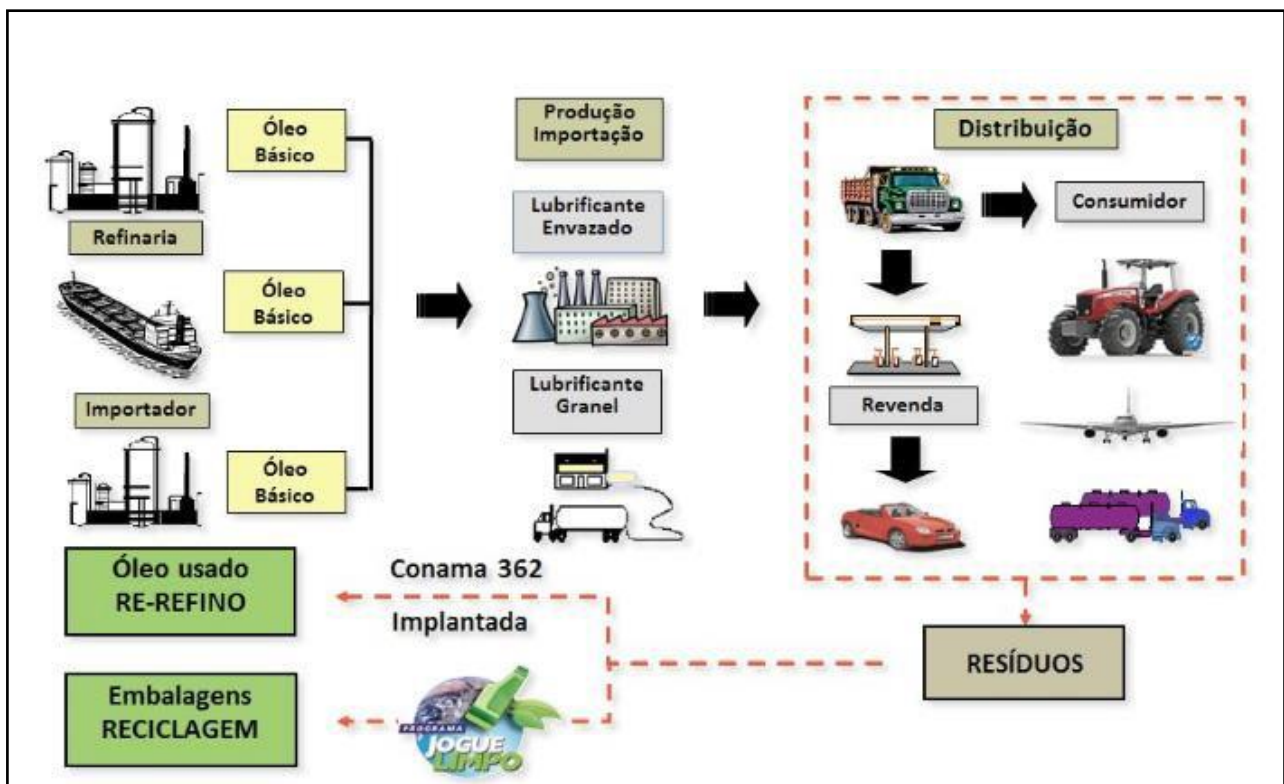 Óleo
Básico
Refinaria
Óleo
Básico
Importador
Óleo
Básico
Produção
Importação
Lubrificante
Envazado
Lubrificante
Granel
Distribuição
Consumidor
Revenda
Óleo usado
RE-REFINO
Conama 362
Implantada
RESÍDUOS
Embalagens
RECICLAGEM
PROGRAMA
JOGUE
LIMPO